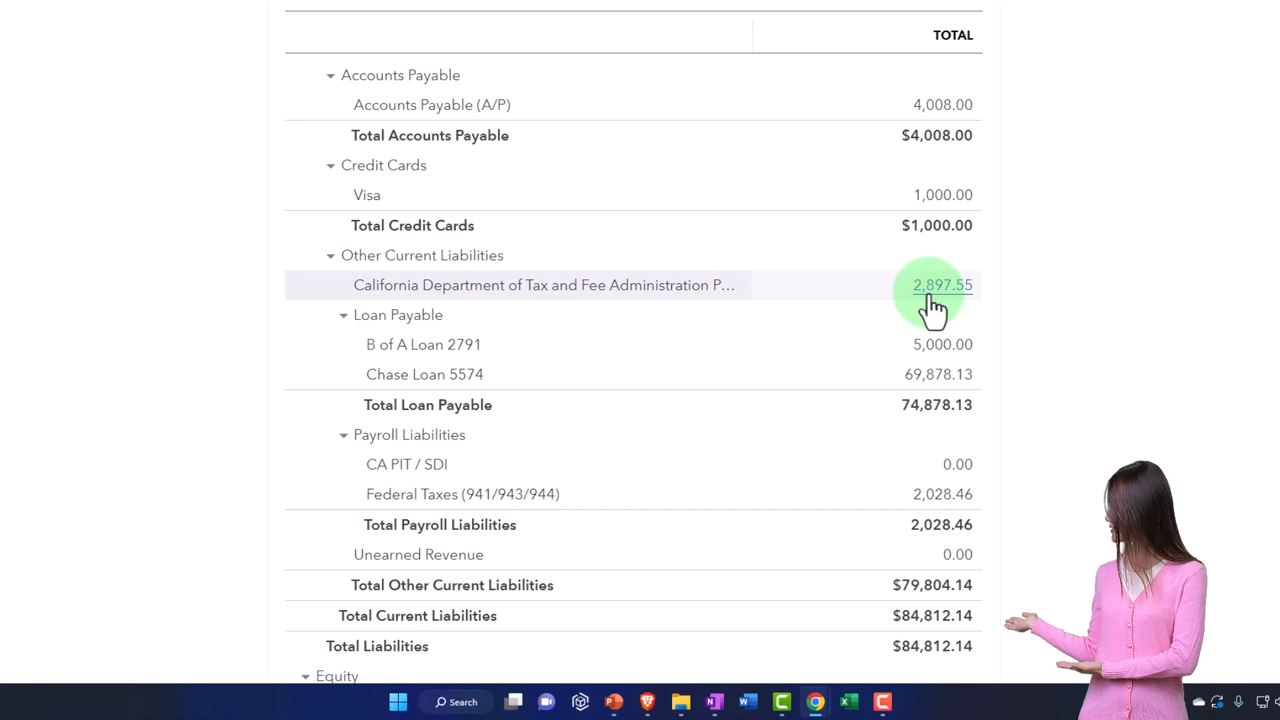 TOTAL
Accounts Payable
Accounts Payable (A/P) 4,008.00
Total Accounts Payable $4,008.00
Credit Cards
Visa 1,000.00
Total Credit Cards $1,000.00
Other Current Liabilities
California Department of Tax and Fee Administration P... 2,897.55
Loan Payable
B of A Loan 2791 5,000.00
Chase Loan 5574 69,878.13
Total Loan Payable 74,878.13
Payroll Liabilities
CA PIT / SDI 0.00
Federal Taxes (941/943/944) 2,028.46
Total Payroll Liabilities 2,028.46
Unearned Revenue 0.00
Total Other Current Liabilities $79,804.14
Total Current Liabilities $84,812.14
Total Liabilities $84,812.14
Equity
Search